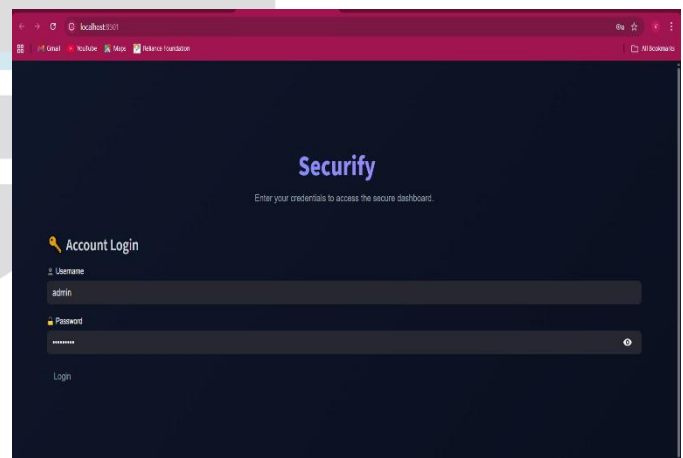 localhost:8501
Gmail YouTube Maps Reliance Foundation All Bookmarks
Securify
Enter your credentials to access the secure dashboard.
Account Login
Username
admin
Password
•••••••••
Login